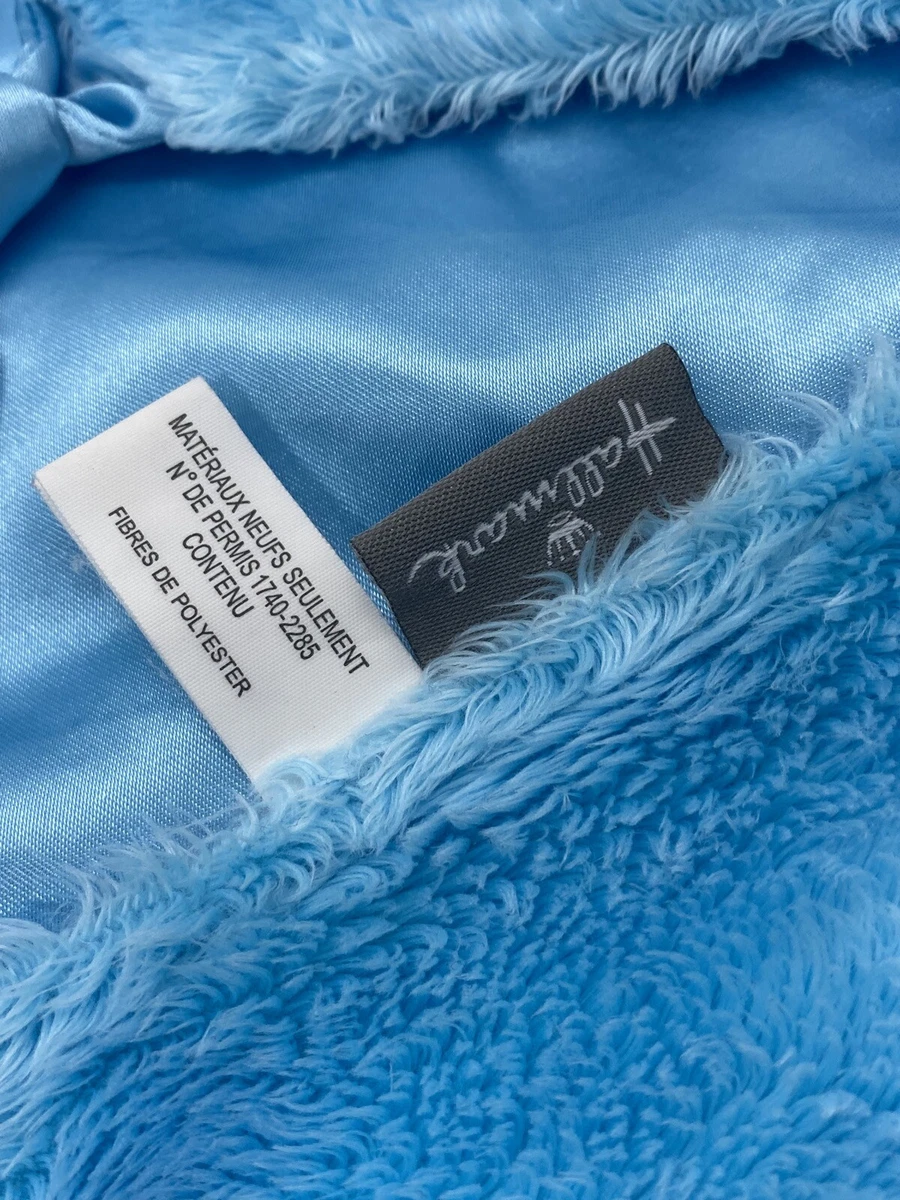 MATÉRIAUX NEUFS SEULEMENT
N° DE PERMIS 1740-2285
CONTENU
FIBRES DE POLYESTER
Hallmark